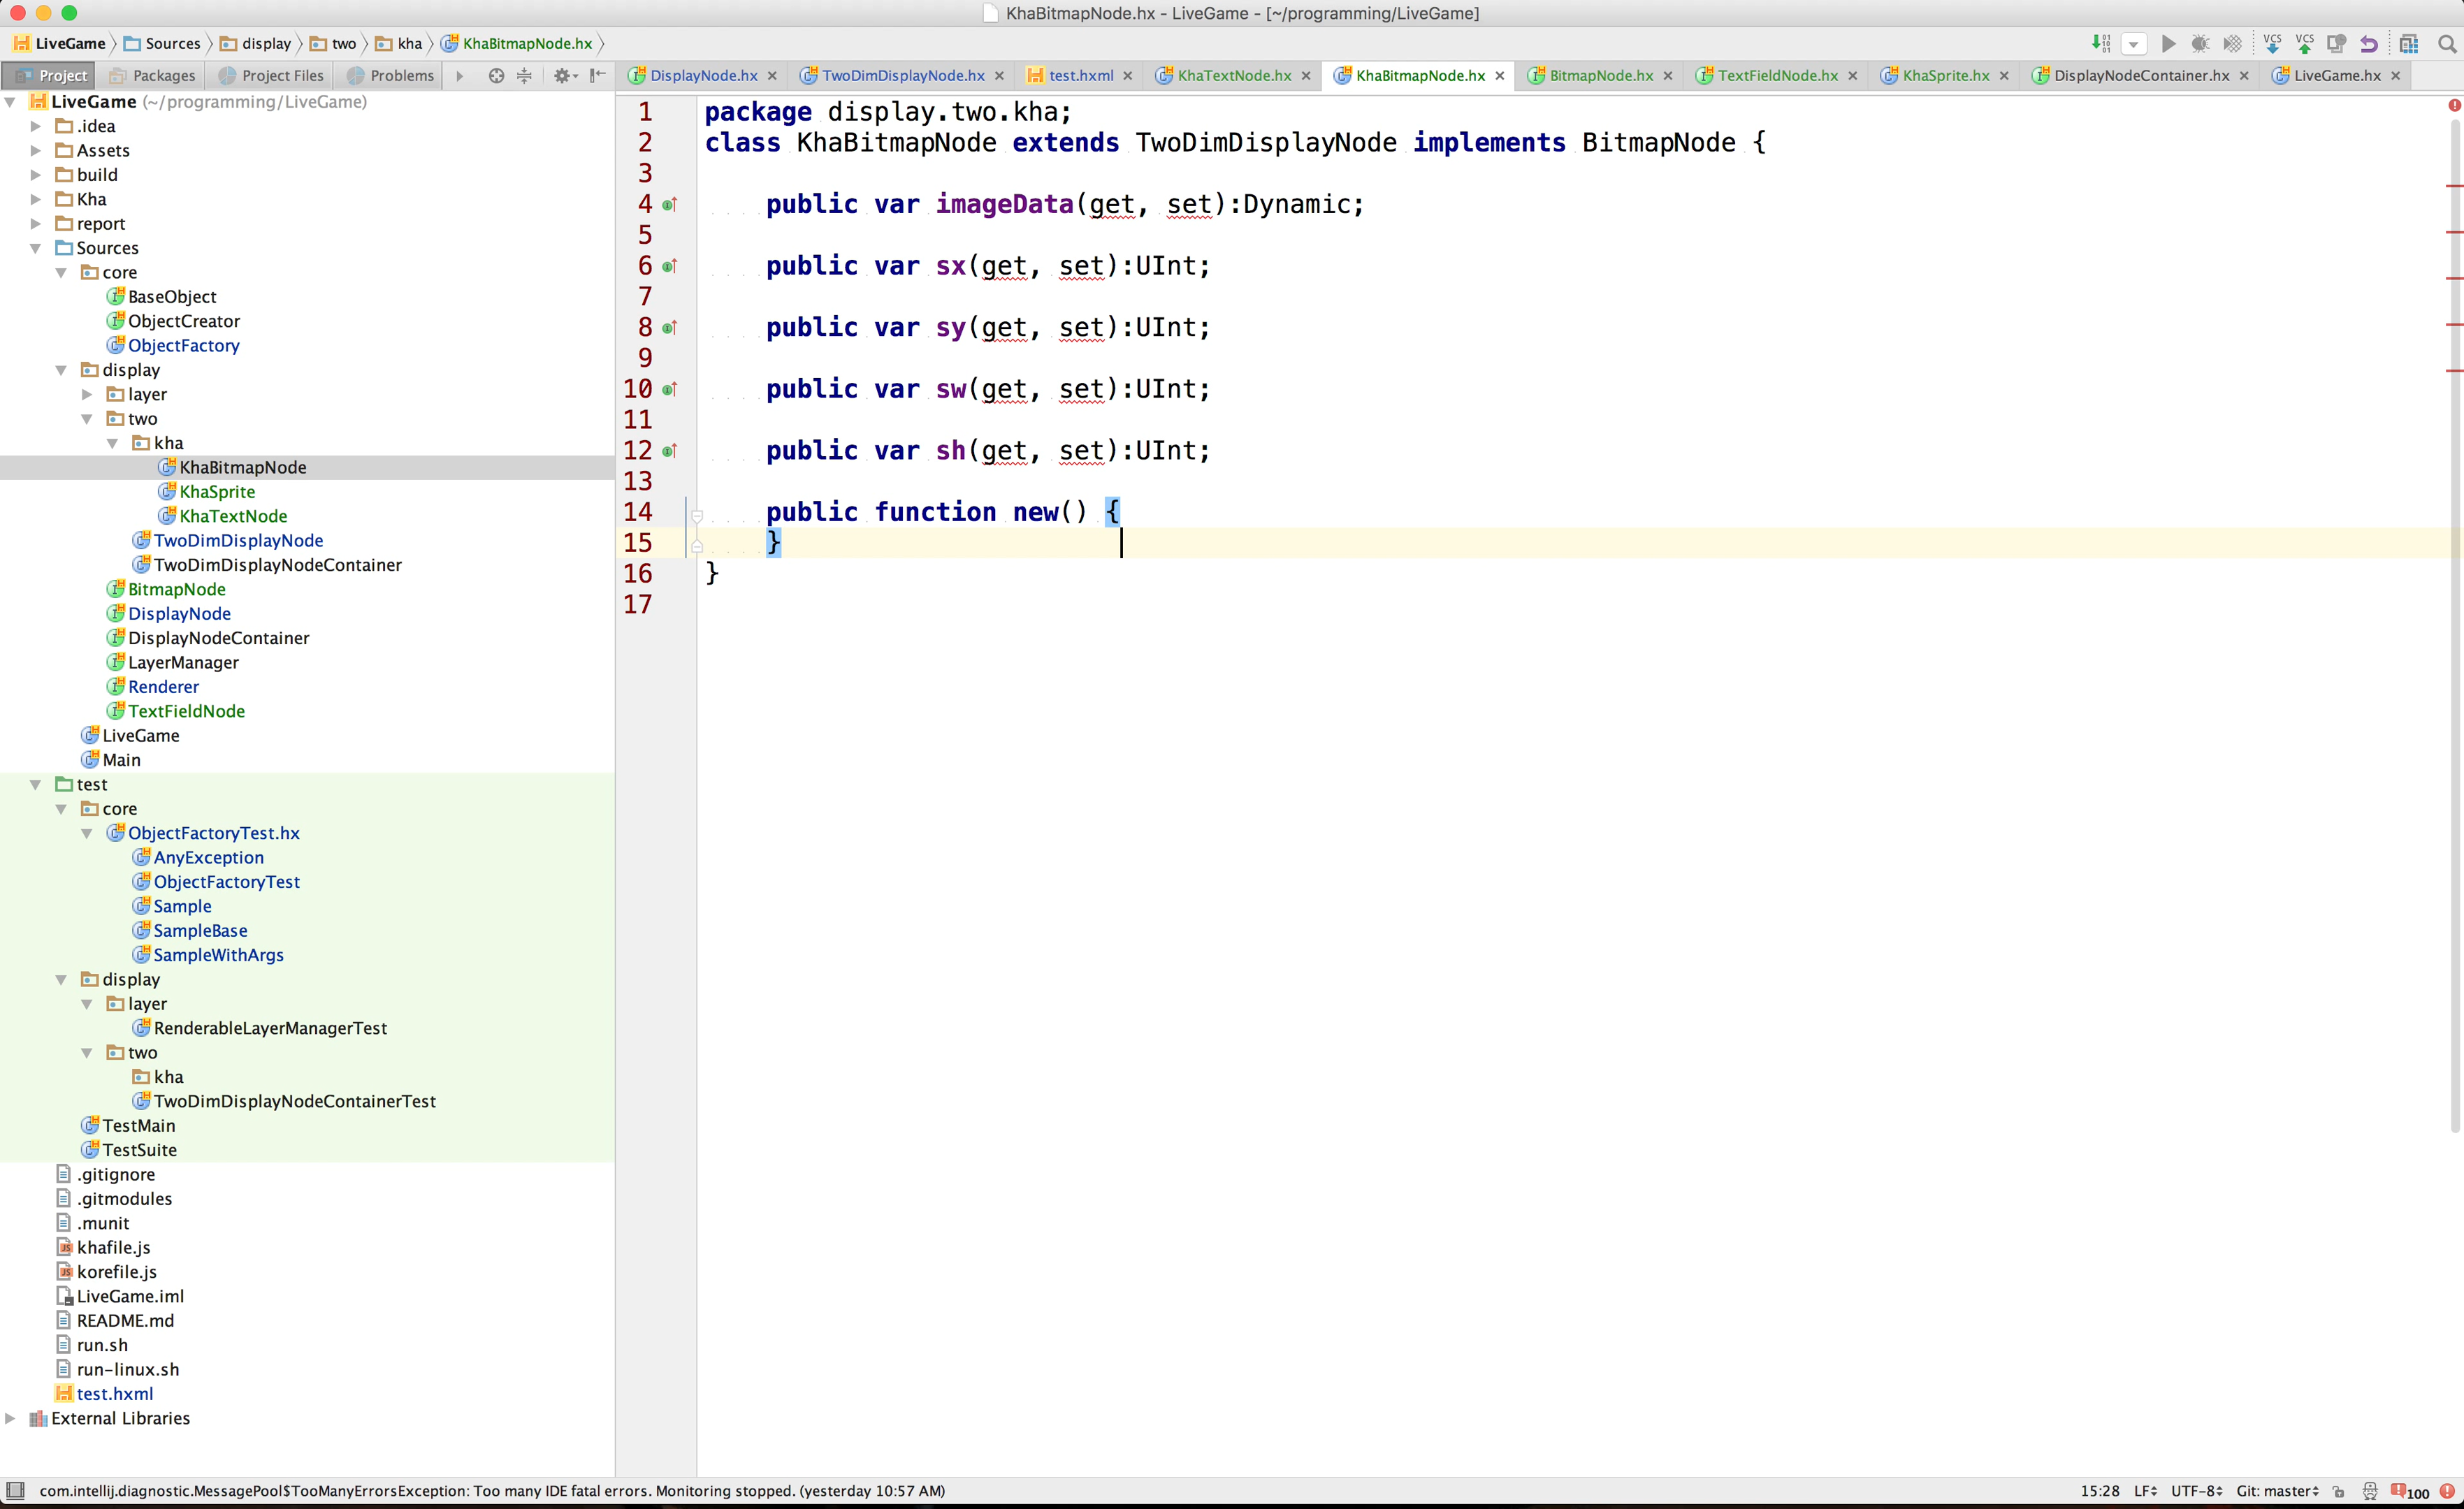 KhaBitmapNode.hx - LiveGame - [~/programming/LiveGame]
LiveGame Sources display two kha KhaBitmapNode.hx
Project Packages Project Files Problems
DisplayNode.hx TwoDimDisplayNode.hx test.hxml KhaTextNode.hx KhaBitmapNode.hx BitmapNode.hx TextFieldNode.hx KhaSprite.hx DisplayNodeContainer.hx LiveGame.hx
VCS VCS
LiveGame (~/programming/LiveGame)
.idea
Assets
build
Kha
report
Sources
core
BaseObject
ObjectCreator
ObjectFactory
display
layer
two
kha
KhaBitmapNode
KhaSprite
KhaTextNode
TwoDimDisplayNode
TwoDimDisplayNodeContainer
BitmapNode
DisplayNode
DisplayNodeContainer
LayerManager
Renderer
TextFieldNode
LiveGame
Main
test
core
ObjectFactoryTest.hx
AnyException
ObjectFactoryTest
Sample
SampleBase
SampleWithArgs
display
layer
RenderableLayerManagerTest
two
kha
TwoDimDisplayNodeContainerTest
TestMain
TestSuite
.gitignore
.gitmodules
.munit
khafile.js
korefile.js
LiveGame.iml
README.md
run.sh
run-linux.sh
test.hxml
External Libraries
1 package display.two.kha;
2 class KhaBitmapNode extends TwoDimDisplayNode implements BitmapNode {
3
4 public var imageData(get, set):Dynamic;
5
6 public var sx(get, set):UInt;
7
8 public var sy(get, set):UInt;
9
10 public var sw(get, set):UInt;
11
12 public var sh(get, set):UInt;
13
14 public function new() {
15 }
16 }
17
com.intellij.diagnostic.MessagePool$TooManyErrorsException: Too many IDE fatal errors. Monitoring stopped. (yesterday 10:57 AM)
15:28 LF UTF-8 Git: master 100